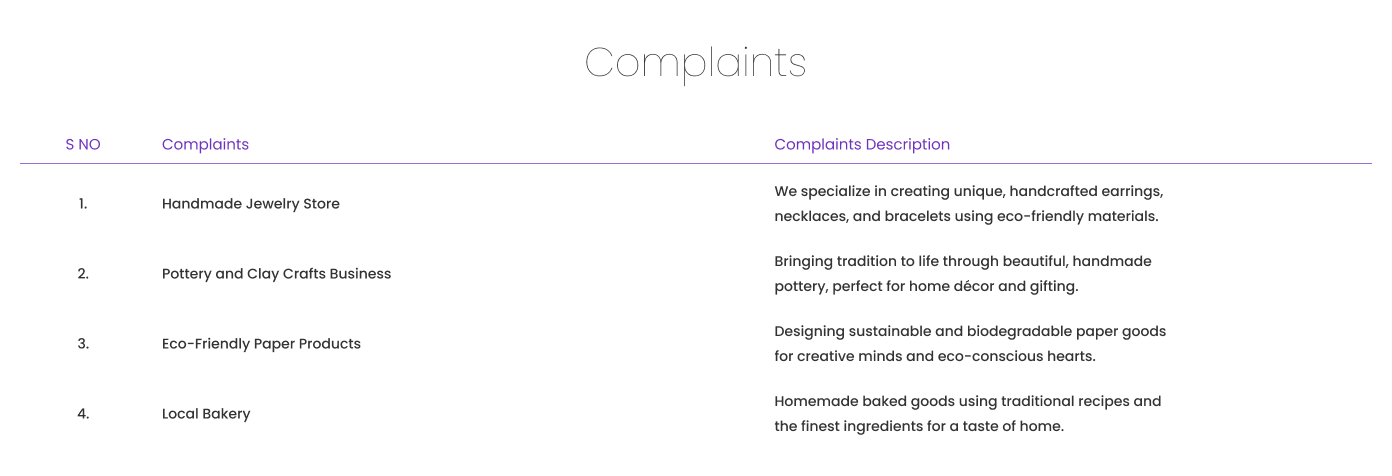 Complaints
S NO Complaints Complaints Description
1. Handmade Jewelry Store We specialize in creating unique, handcrafted earrings,
necklaces, and bracelets using eco-friendly materials.
2. Pottery and Clay Crafts Business Bringing tradition to life through beautiful, handmade
pottery, perfect for home décor and gifting.
3. Eco-Friendly Paper Products Designing sustainable and biodegradable paper goods
for creative minds and eco-conscious hearts.
4. Local Bakery Homemade baked goods using traditional recipes and
the finest ingredients for a taste of home.